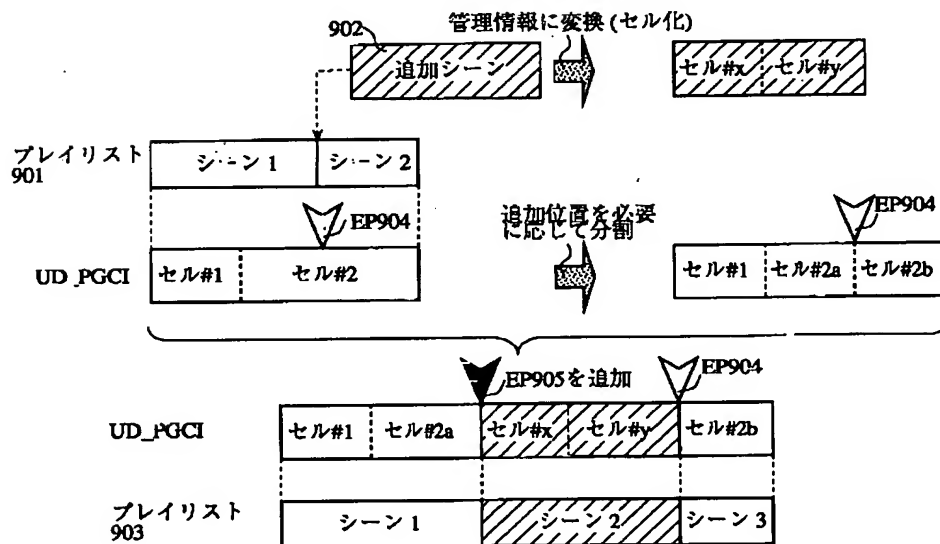 902
管理情報に変換 (セル化)
追加シーン
セル#x
セル#y
プレイリスト
901
シーン 1
シーン 2
EP904
追加位置を必要
に応じて分割
EP904
UD_PGCI
セル#1
セル#2
セル#1
セル#2a
セル#2b
EP905を追加
EP904
UD_PGCI
セル#1
セル#2a
セル#x
セル#y
セル#2b
プレイリスト
903
シーン 1
シーン 2
シーン 3